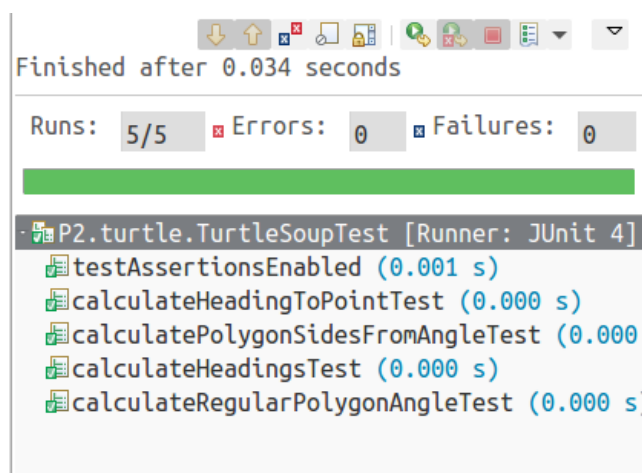 Finished after 0.034 seconds
Runs: 5/5 Errors: 0 Failures: 0
P2.turtle.TurtleSoupTest [Runner: JUnit 4]
testAssertionsEnabled (0.001 s)
calculateHeadingToPointTest (0.000 s)
calculatePolygonSidesFromAngleTest (0.000
calculateHeadingsTest (0.000 s)
calculateRegularPolygonAngleTest (0.000 s)